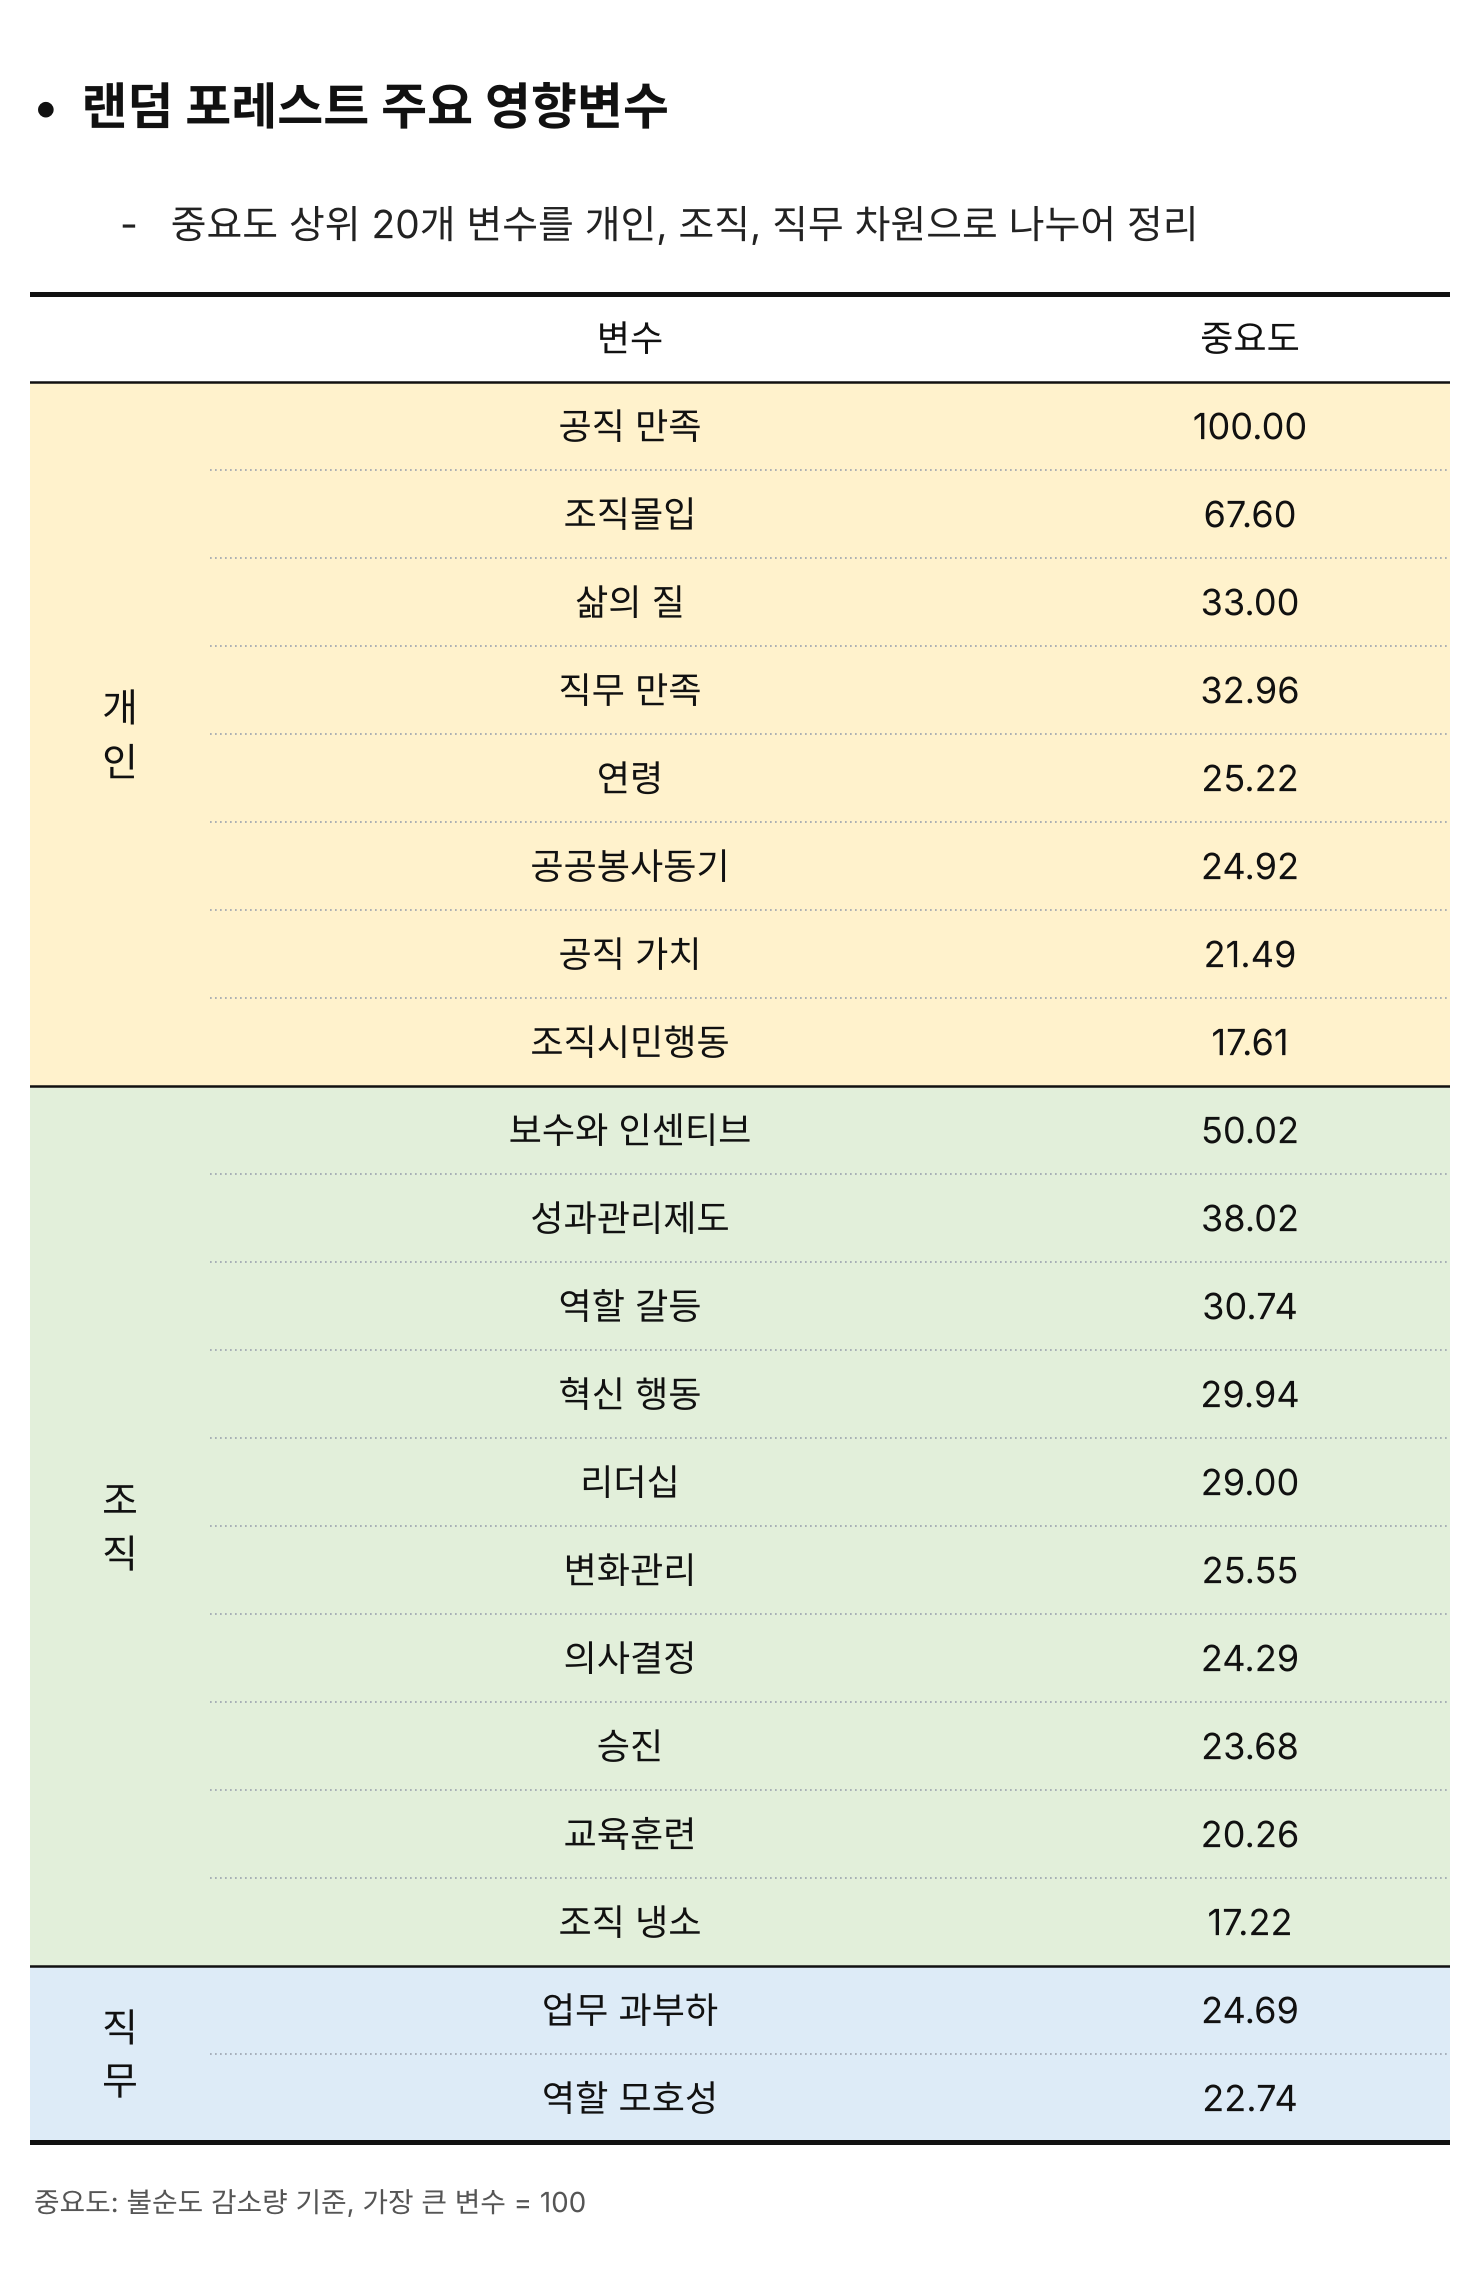 • 랜덤 포레스트 주요 영향변수
- 중요도 상위 20개 변수를 개인, 조직, 직무 차원으로 나누어 정리
변수 중요도
개인
공직 만족 100.00
조직몰입 67.60
삶의 질 33.00
직무 만족 32.96
연령 25.22
공공봉사동기 24.92
공직 가치 21.49
조직시민행동 17.61
조직
보수와 인센티브 50.02
성과관리제도 38.02
역할 갈등 30.74
혁신 행동 29.94
리더십 29.00
변화관리 25.55
의사결정 24.29
승진 23.68
교육훈련 20.26
조직 냉소 17.22
직무
업무 과부하 24.69
역할 모호성 22.74
중요도: 불순도 감소량 기준, 가장 큰 변수 = 100